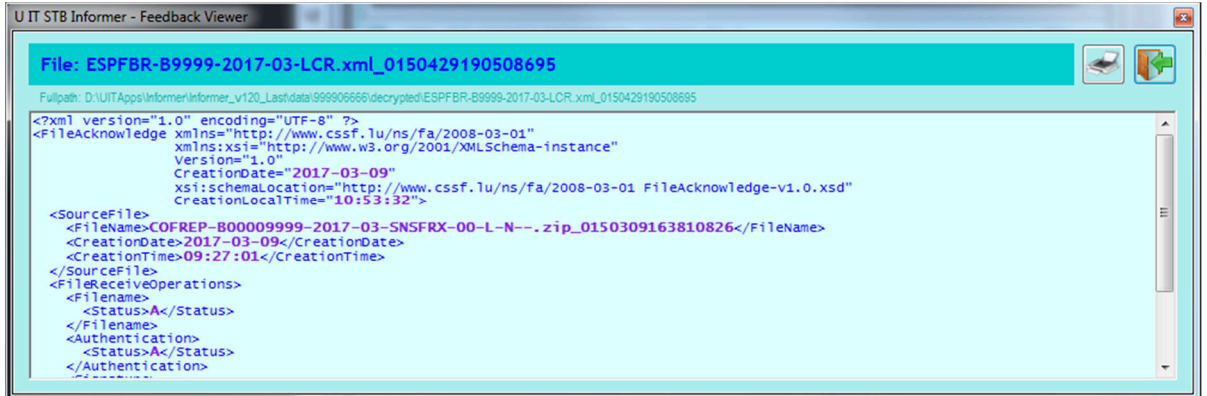 U IT STB Informer - Feedback Viewer
File: ESPFBR-B9999-2017-03-LCR.xml_0150429190508695
Fullpath: D:\UITApps\Informer\Informer_v120_Last\data\999906666\decrypted\ESPFBR-B9999-2017-03-LCR.xml_0150429190508695
<?xml version="1.0" encoding="UTF-8" ?>
<FileAcknowledge xmlns="http://www.cssf.lu/ns/fa/2008-03-01"
xmlns:xsi="http://www.w3.org/2001/XMLSchema-instance"
Version="1.0"
CreationDate="2017-03-09"
xsi:schemaLocation="http://www.cssf.lu/ns/fa/2008-03-01 FileAcknowledge-v1.0.xsd"
CreationLocalTime="10:53:32">
<SourceFile>
<FileName>COFREP-B00009999-2017-03-SNSFRX-00-L-N--.zip_0150309163810826</FileName>
<CreationDate>2017-03-09</CreationDate>
<CreationTime>09:27:01</CreationTime>
</SourceFile>
<FileReceiveOperations>
<Filename>
<Status>A</Status>
</Filename>
<Authentication>
<Status>A</Status>
</Authentication>